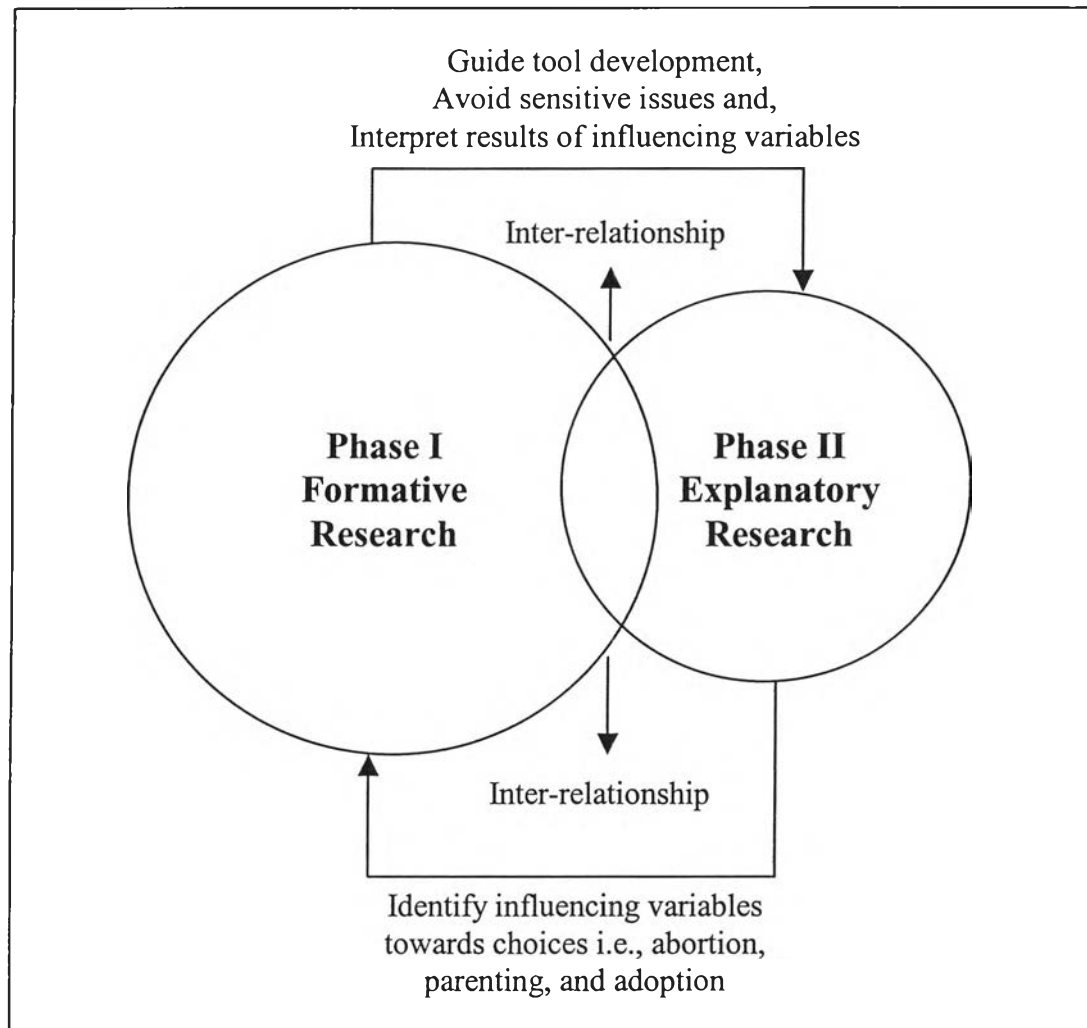 Guide tool development,
Avoid sensitive issues and,
Interpret results of influencing variables
Inter-relationship
Phase I
Formative
Research
Phase II
Explanatory
Research
Inter-relationship
Identify influencing variables
towards choices i.e., abortion,
parenting, and adoption